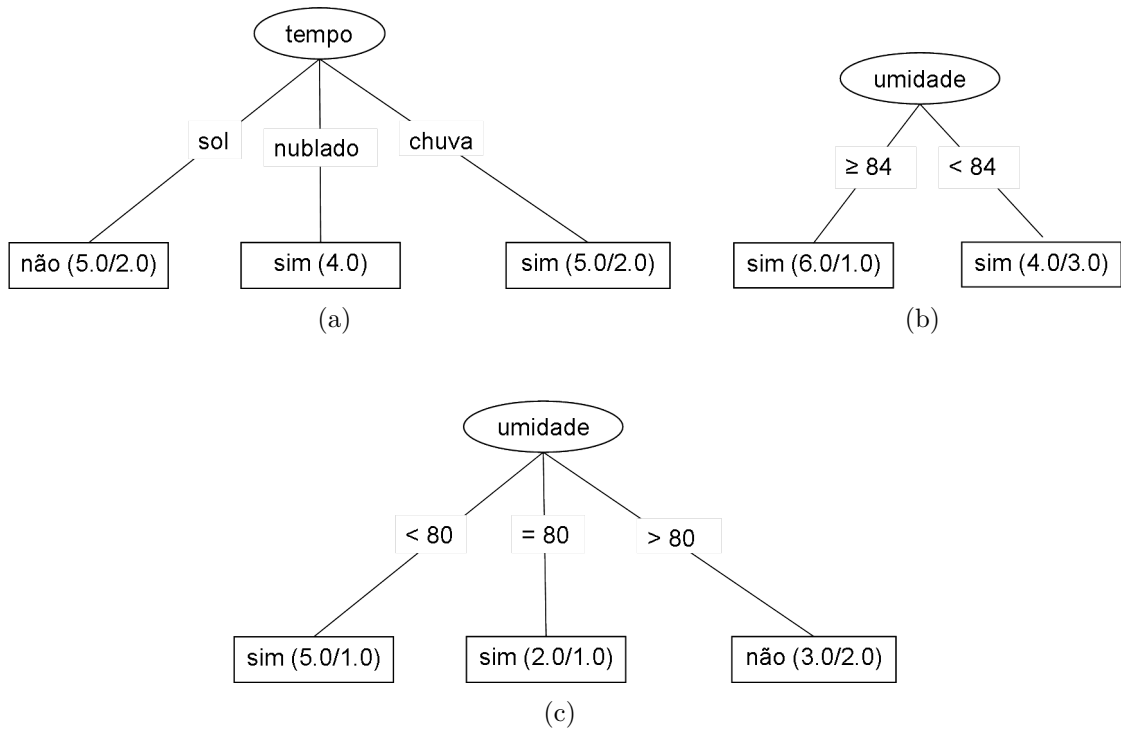 tempo
sol
nublado
chuva
não (5.0/2.0)
sim (4.0)
sim (5.0/2.0)
(a)
umidade
≥ 84
< 84
sim (6.0/1.0)
sim (4.0/3.0)
(b)
umidade
< 80
= 80
> 80
sim (5.0/1.0)
sim (2.0/1.0)
não (3.0/2.0)
(c)